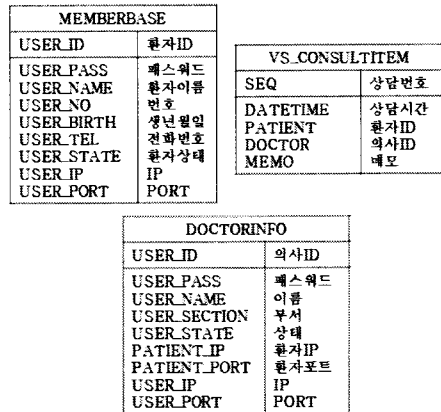 MEMBERBASE
USER_ID 환자ID
USER_PASS 패스워드
USER_NAME 환자이름
USER_NO 번호
USER_BIRTH 생년월일
USER_TEL 전화번호
USER_STATE 환자상태
USER_IP IP
USER_PORT PORT
VS_CONSULTITEM
SEQ 상담번호
DATETIME 상담시간
PATIENT 환자ID
DOCTOR 의사ID
MEMO 메모
DOCTORINFO
USER_ID 의사ID
USER_PASS 패스워드
USER_NAME 이름
USER_SECTION 부서
USER_STATE 상태
PATIENT_IP 환자IP
PATIENT_PORT 환자포트
USER_IP IP
USER_PORT PORT